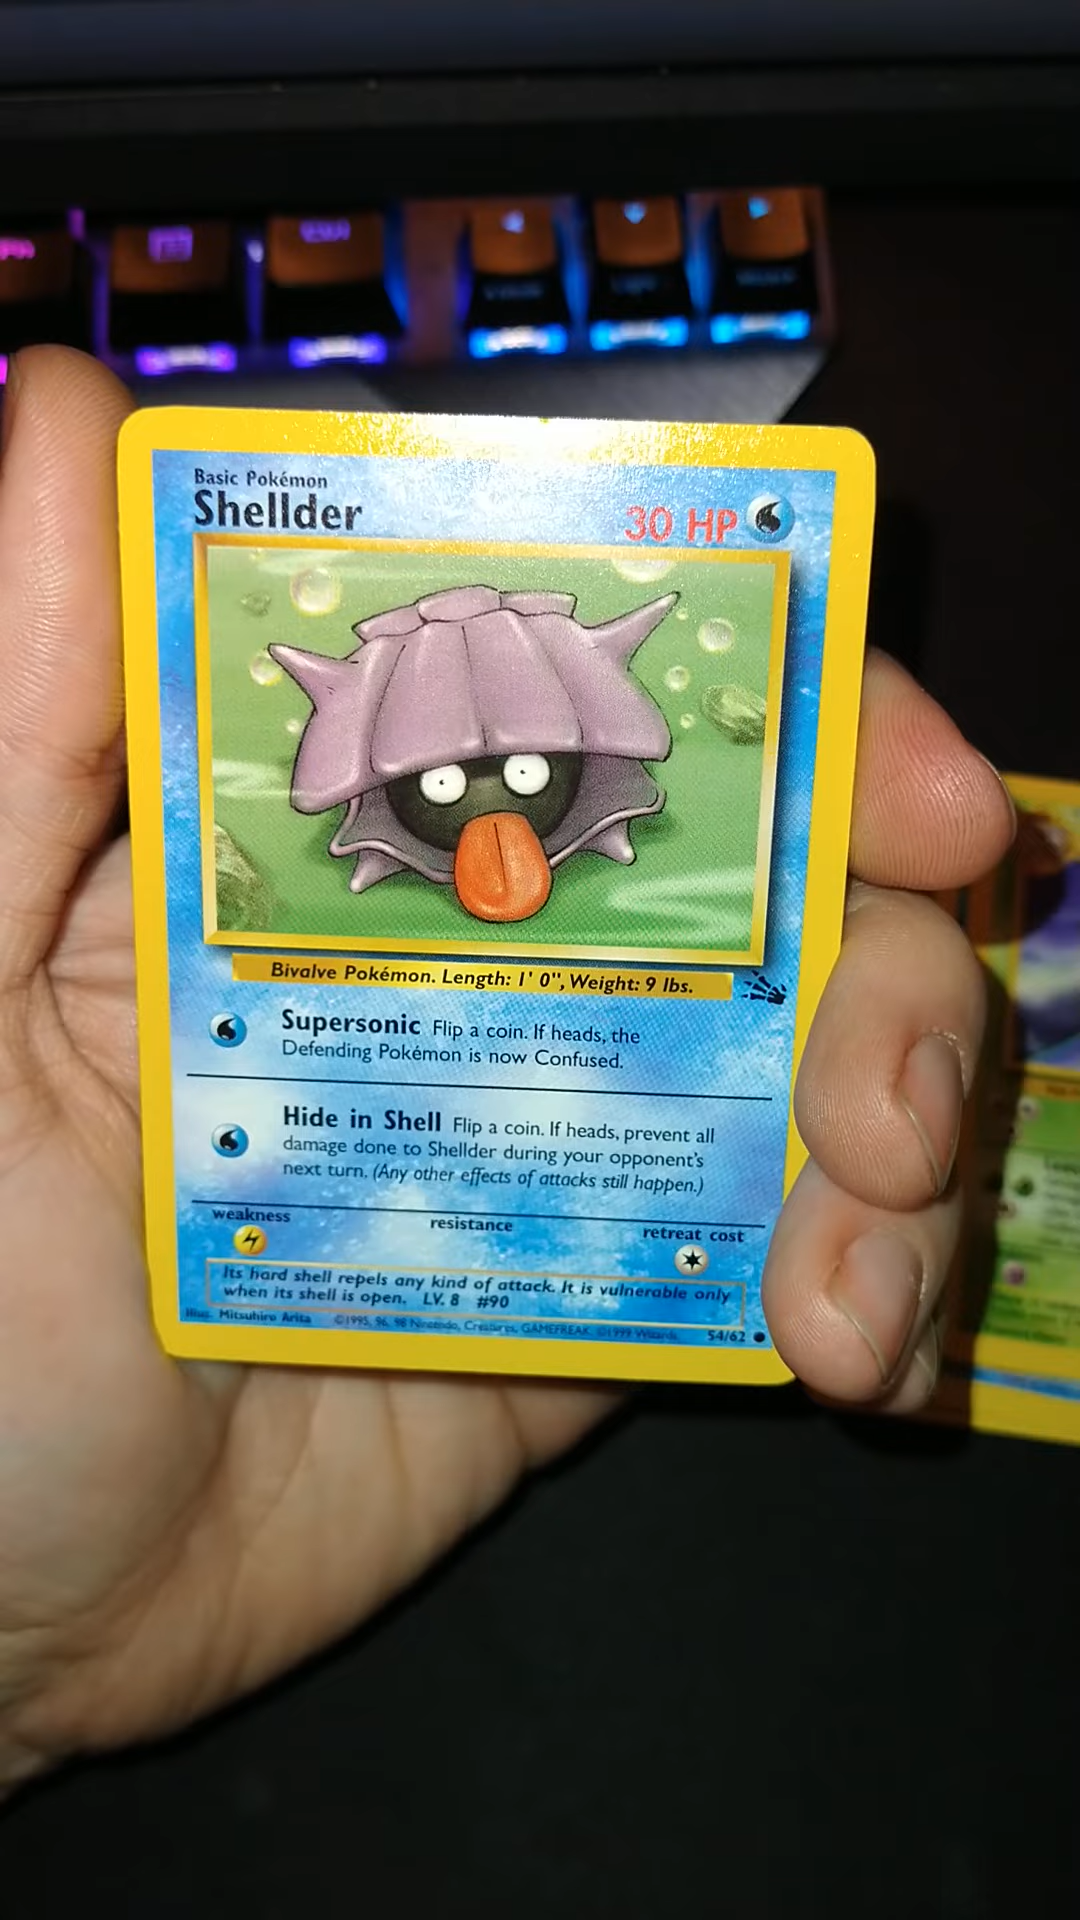 Basic Pokémon
Shellder
30 HP
Bivalve Pokémon. Length: 1' 0", Weight: 9 lbs.
Supersonic Flip a coin. If heads, the
Defending Pokémon is now Confused.
Hide in Shell Flip a coin. If heads, prevent all
damage done to Shellder during your opponent's
next turn. (Any other effects of attacks still happen.)
weakness
resistance
retreat cost
Its hard shell repels any kind of attack. It is vulnerable only
when its shell is open. LV. 8 #90
Illus. Mitsuhiro Arita ©1995, 96, 98 Nintendo, Creatures, GAMEFREAK. ©1999 Wizards. 54/62